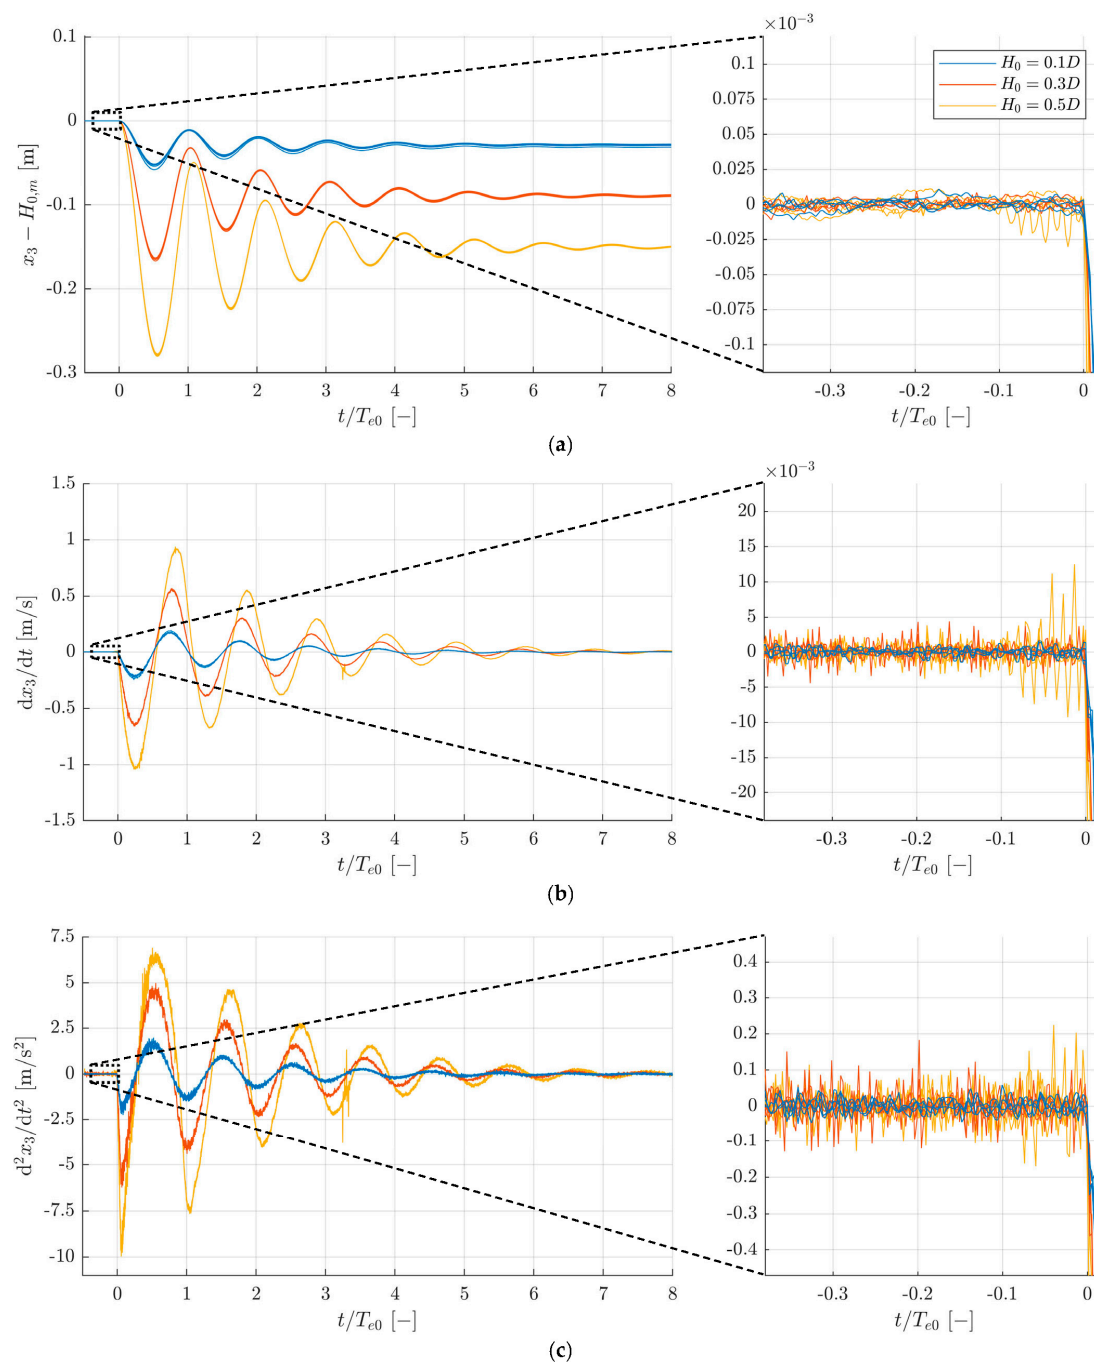 0.1
0
-0.1
-0.2
-0.3
x₃ − H₀,ₘ [m]
0 1 2 3 4 5 6 7 8
t/Tₑ₀ [−]
×10⁻³
0.1
0.075
0.05
0.025
0
-0.025
-0.05
-0.075
-0.1
H₀ = 0.1D
H₀ = 0.3D
H₀ = 0.5D
-0.3 -0.2 -0.1 0
t/Tₑ₀ [−]
(a)
1.5
1
0.5
0
-0.5
-1
-1.5
dx₃/dt [m/s]
0 1 2 3 4 5 6 7 8
t/Tₑ₀ [−]
×10⁻³
20
15
10
5
0
-5
-10
-15
-20
-0.3 -0.2 -0.1 0
t/Tₑ₀ [−]
(b)
7.5
5
2.5
0
-2.5
-5
-7.5
-10
d²x₃/dt² [m/s²]
0 1 2 3 4 5 6 7 8
t/Tₑ₀ [−]
0.4
0.3
0.2
0.1
0
-0.1
-0.2
-0.3
-0.4
-0.3 -0.2 -0.1 0
t/Tₑ₀ [−]
(c)